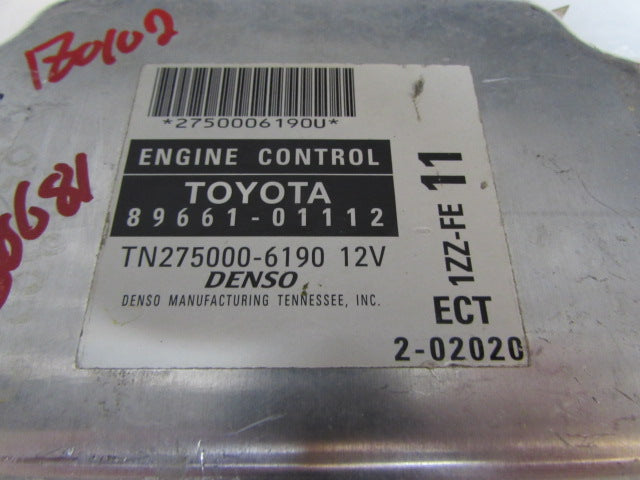 170102
*2750006190U*
ENGINE CONTROL
TOYOTA
89661-01112
TN275000-6190 12V
DENSO
DENSO MANUFACTURING TENNESSEE, INC.
1ZZ-FE 11
ECT
2-02020